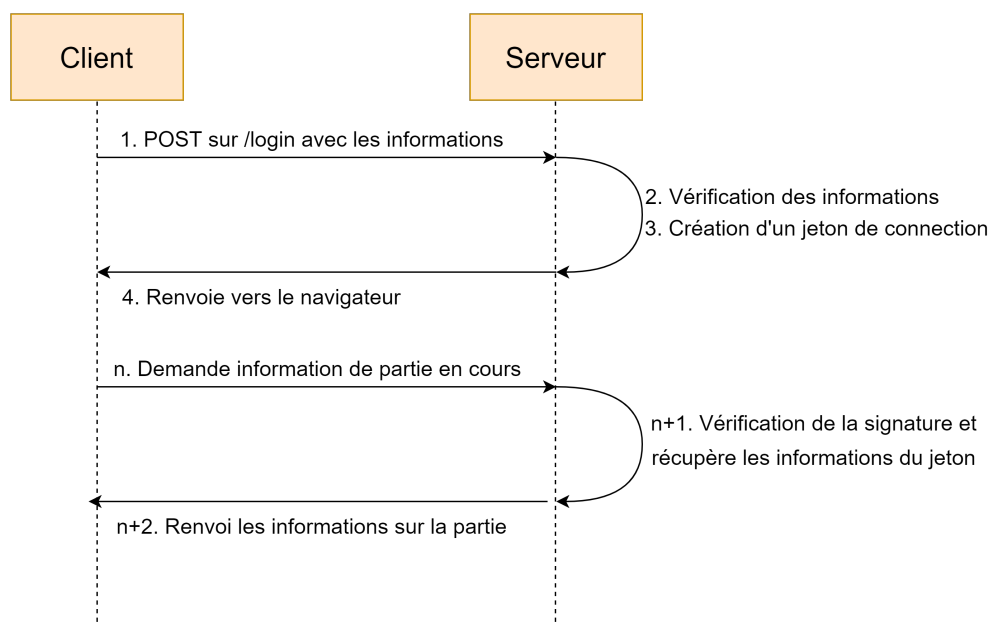 Client
Serveur
1. POST sur /login avec les informations
2. Vérification des informations
3. Création d'un jeton de connection
4. Renvoie vers le navigateur
n. Demande information de partie en cours
n+1. Vérification de la signature et
récupère les informations du jeton
n+2. Renvoi les informations sur la partie